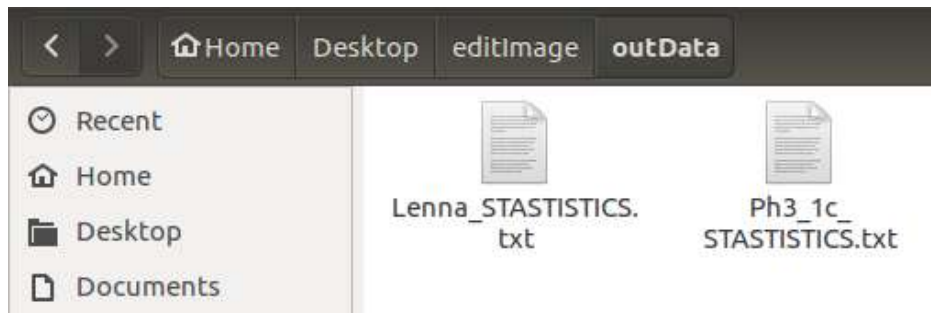 Home Desktop editImage outData
Recent
Home
Desktop
Documents
Lenna_STASTISTICS.
txt
Ph3_1c_
STASTISTICS.txt